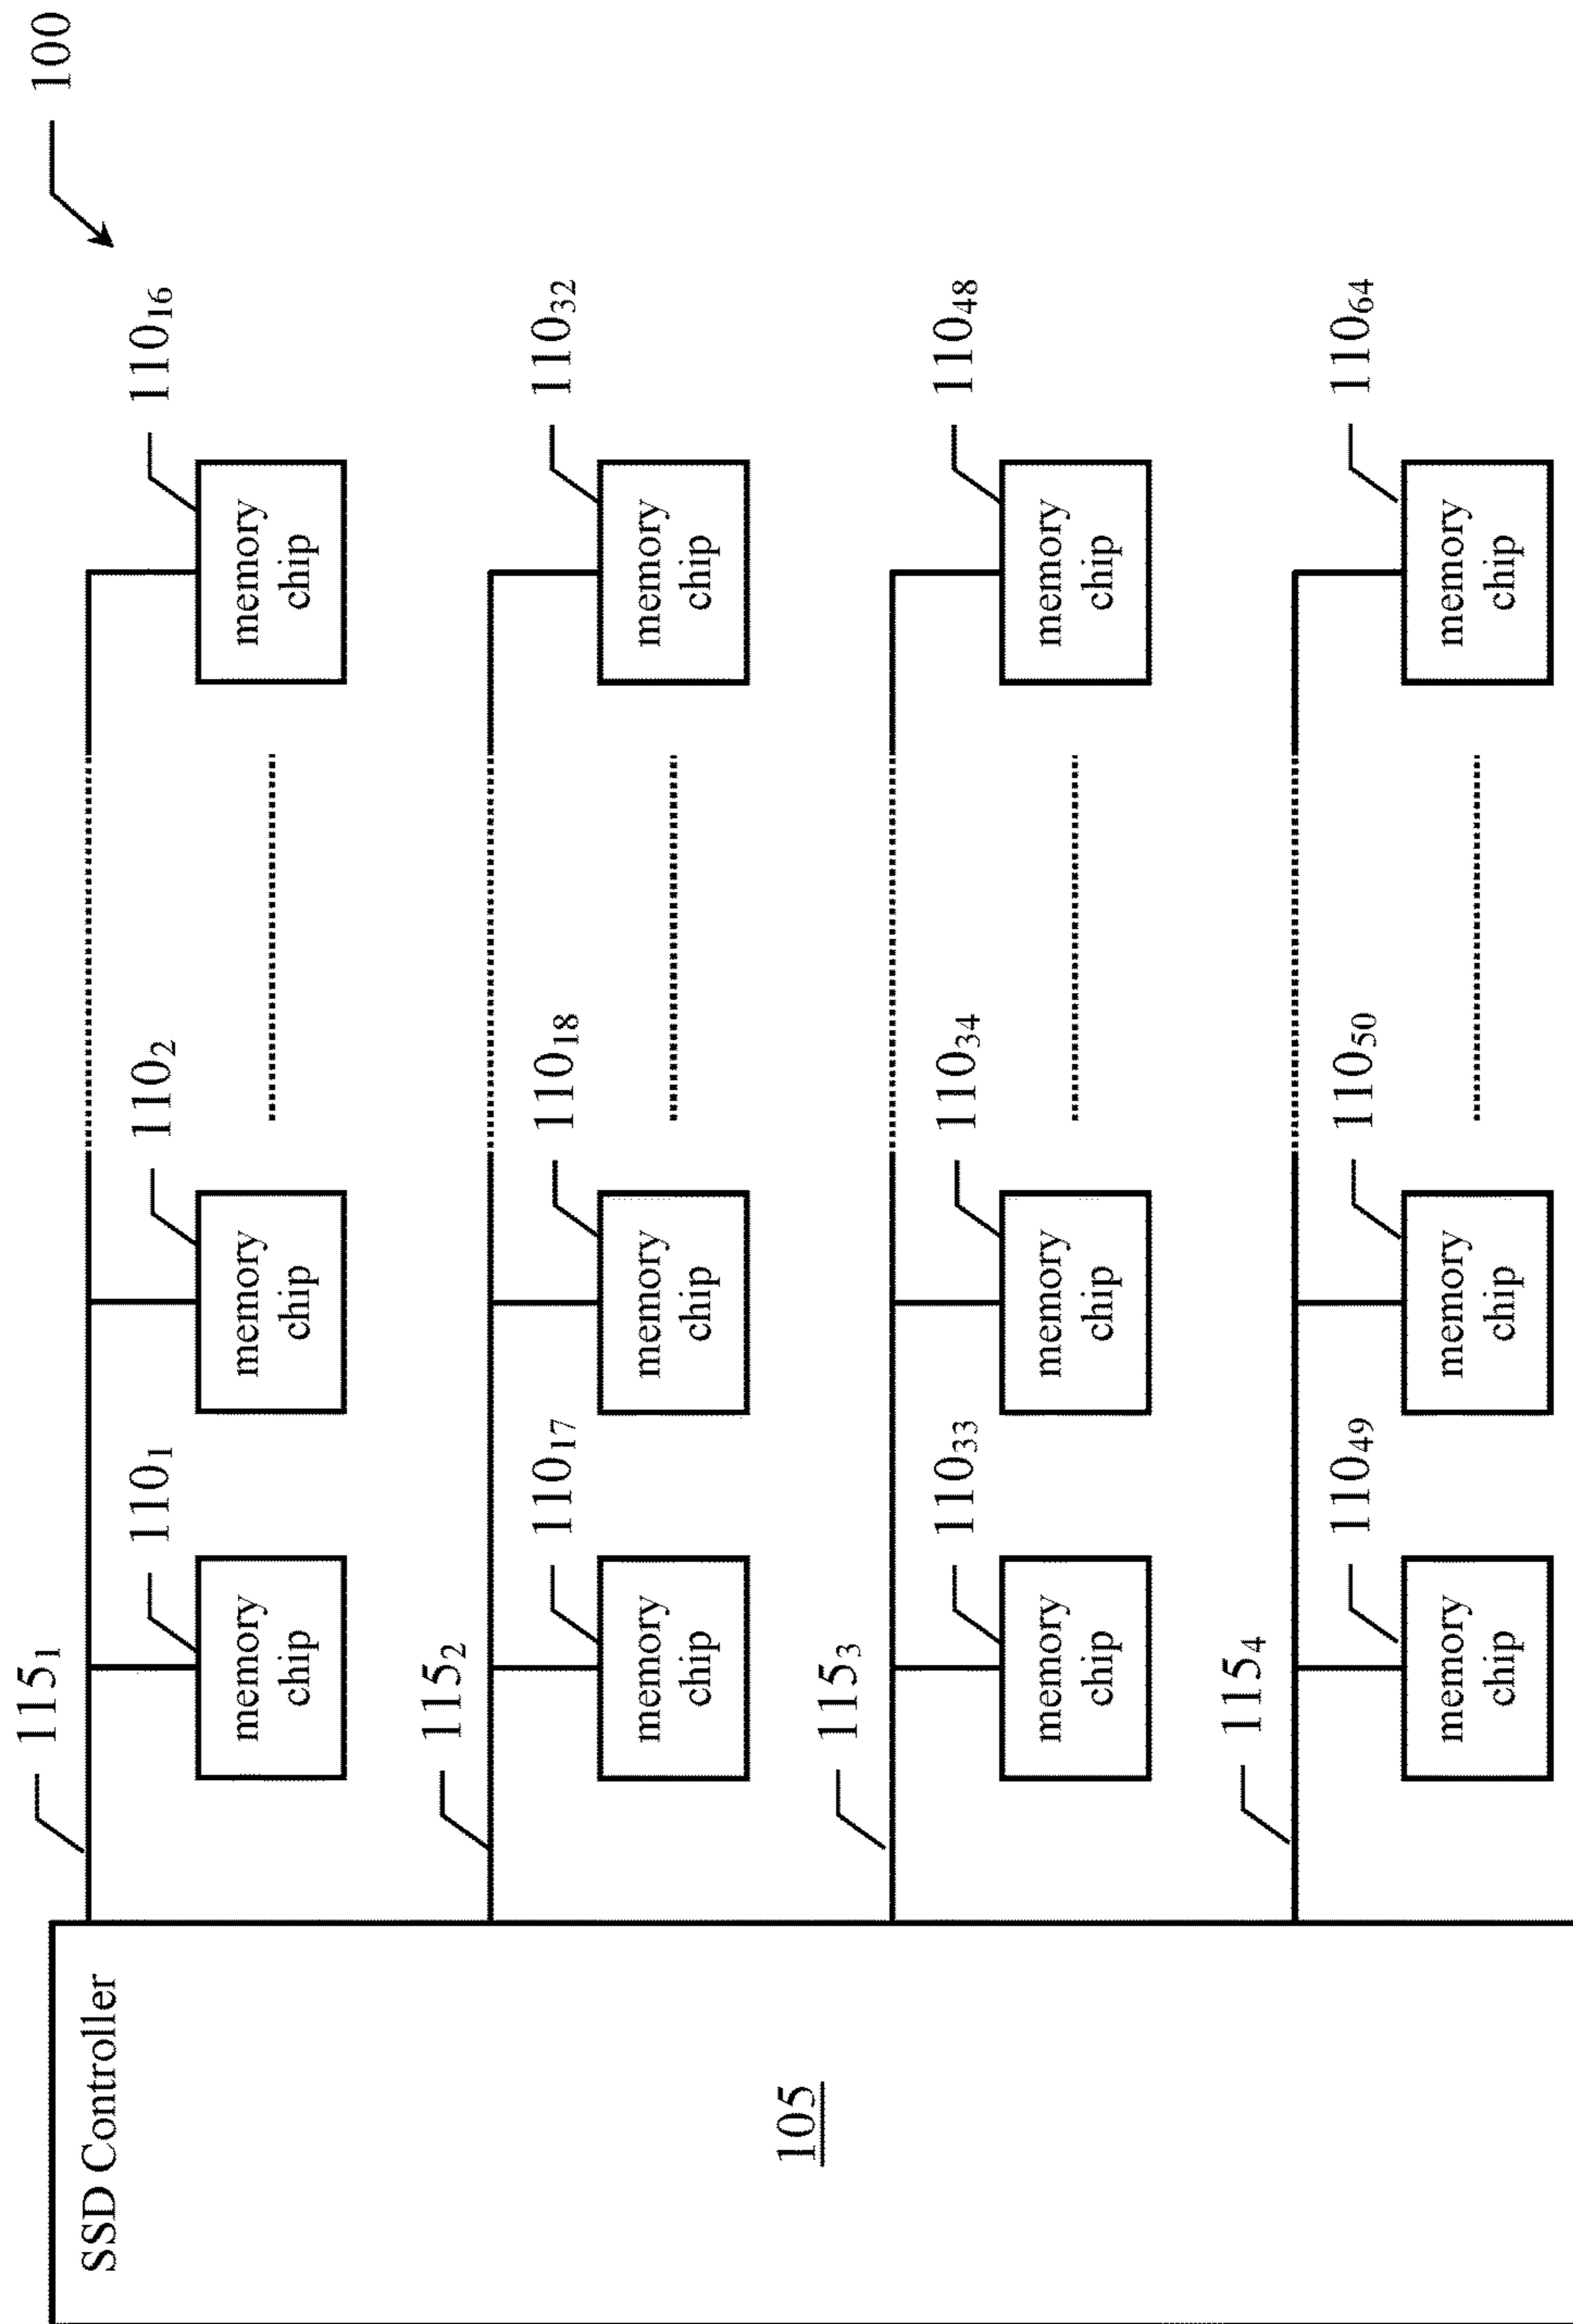 100
SSD Controller
105
115₁
110₁
110₂
110₁₆
memory
chip
memory
chip
memory
chip
115₂
110₁₇
110₁₈
110₃₂
memory
chip
memory
chip
memory
chip
115₃
110₃₃
110₃₄
110₄₈
memory
chip
memory
chip
memory
chip
115₄
110₄₉
110₅₀
110₆₄
memory
chip
memory
chip
memory
chip